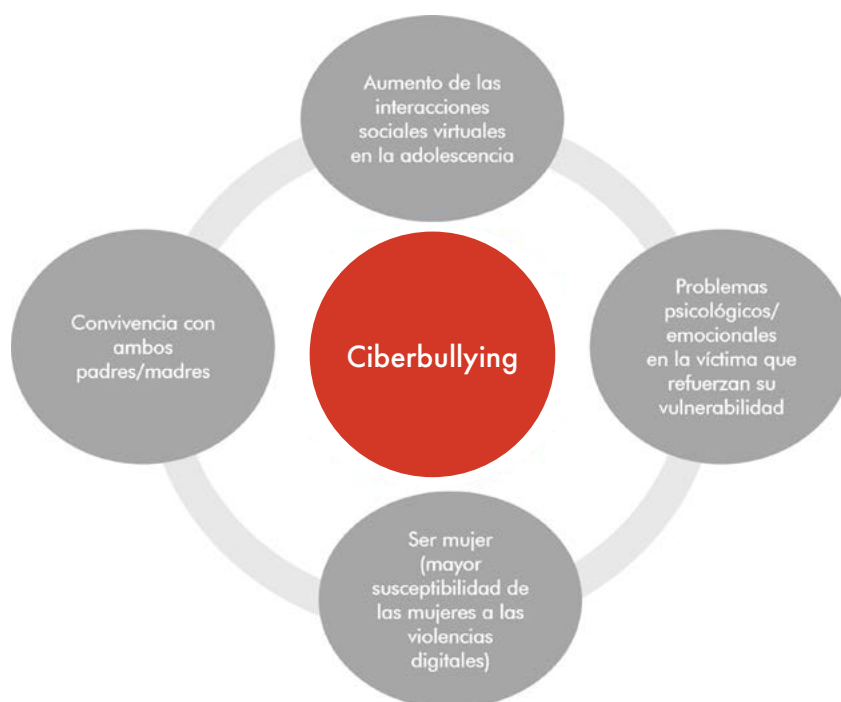 Aumento de las
interacciones
sociales virtuales
en la adolescencia
Convivencia con
ambos
padres/madres
Ciberbullying
Problemas
psicológicos/
emocionales
en la víctima que
refuerzan su
vulnerabilidad
Ser mujer
(mayor
susceptibilidad de
las mujeres a las
violencias
digitales)